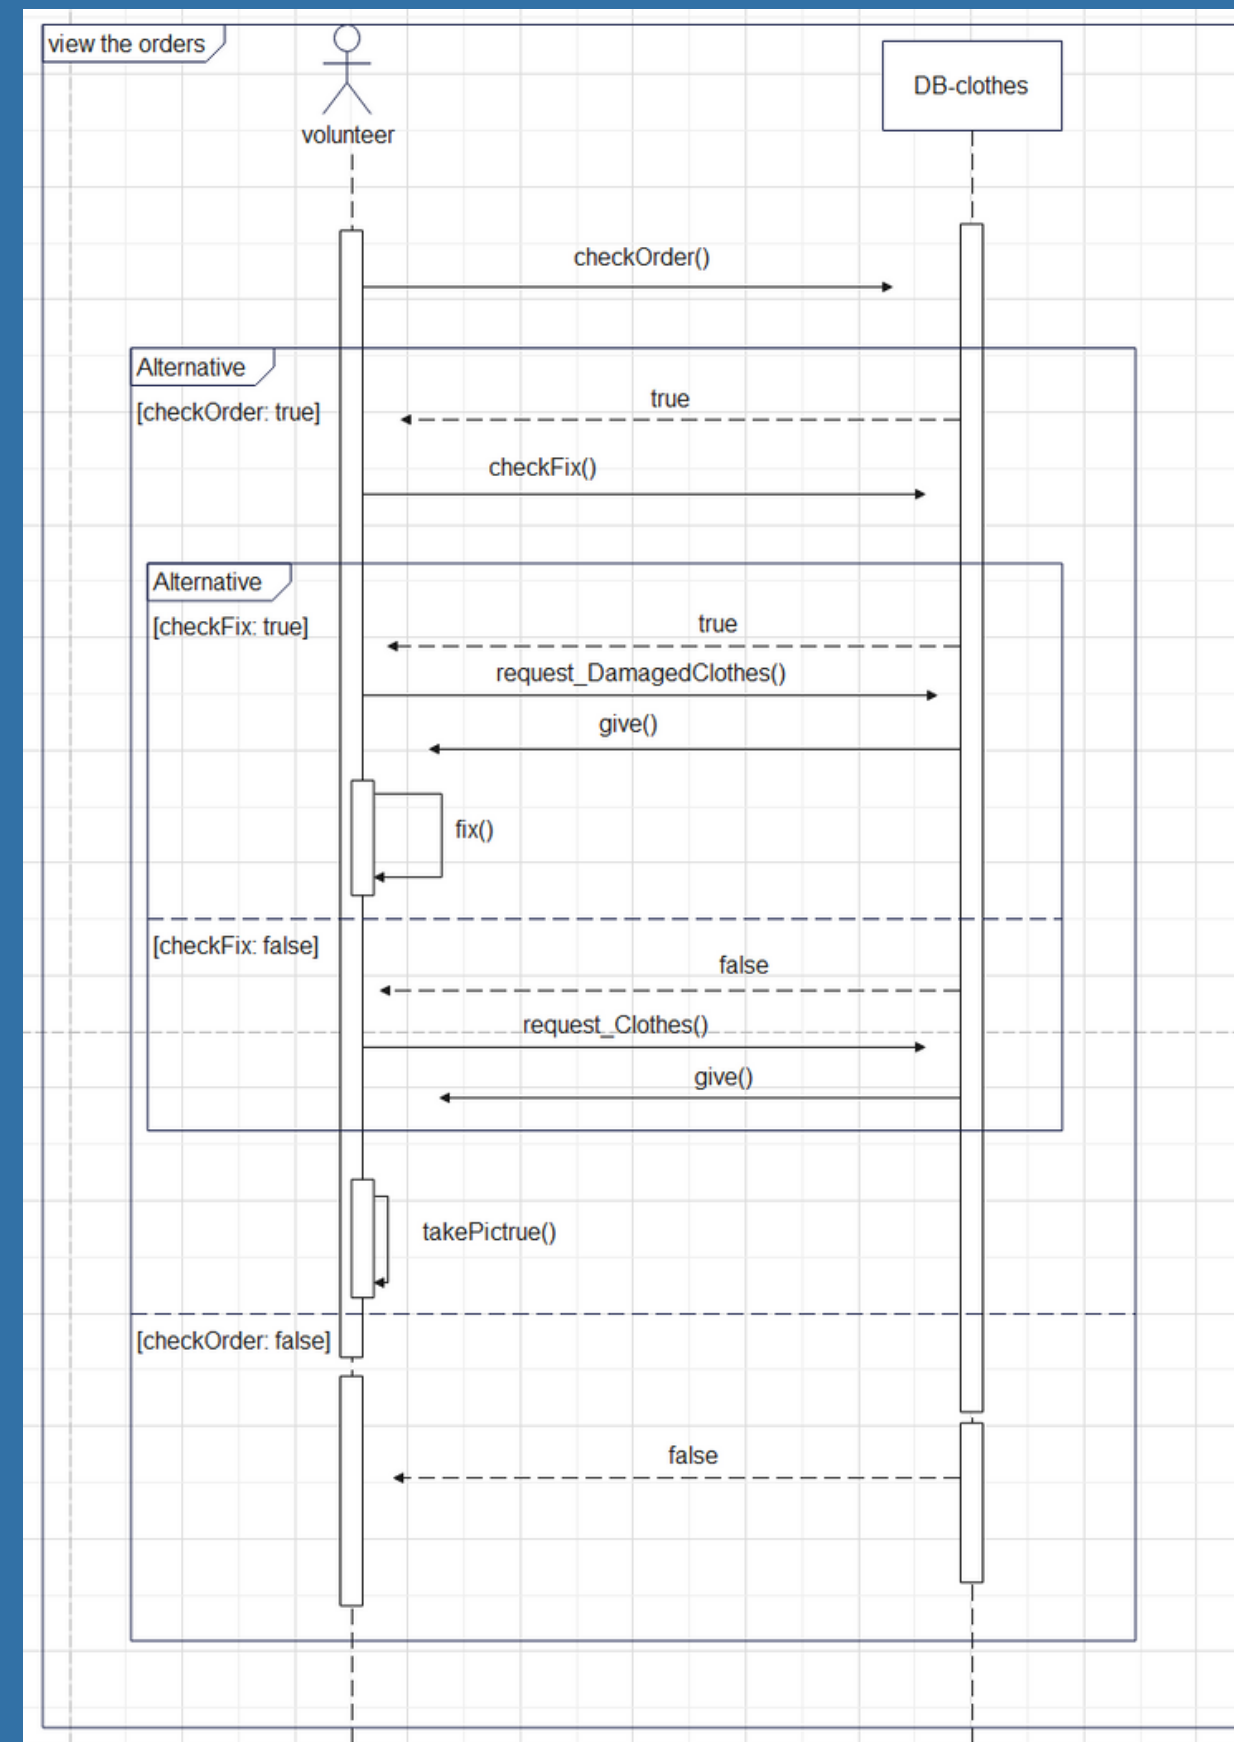 view the orders
volunteer
DB-clothes
checkOrder()
Alternative
[checkOrder: true]
true
checkFix()
Alternative
[checkFix: true]
true
request_DamagedClothes()
give()
fix()
[checkFix: false]
false
request_Clothes()
give()
takePictrue()
[checkOrder: false]
false